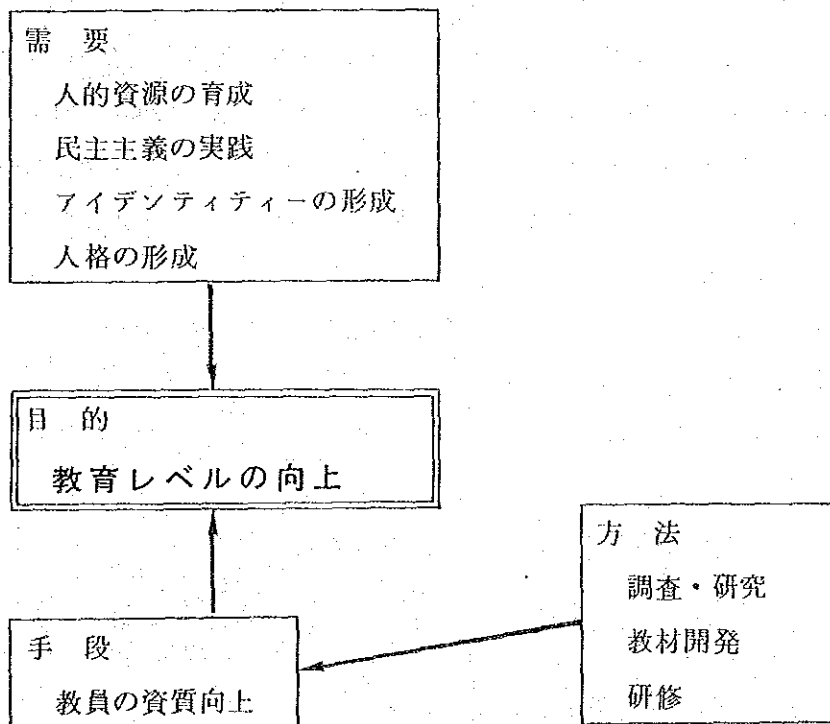 需 要
人的資源の育成
民主主義の実践
アイデンティティーの形成
人格の形成
目 的
教育レベルの向上
方 法
調査・研究
教材開発
研修
手 段
教員の資質向上